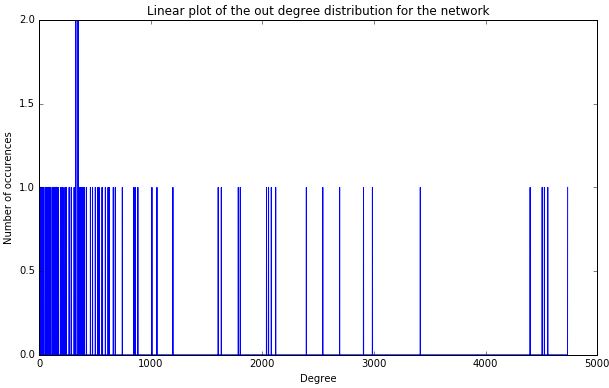 Linear plot of the out degree distribution for the network
Number of occurences
2.0
1.5
1.0
0.5
0.0
0 1000 2000 3000 4000 5000
Degree